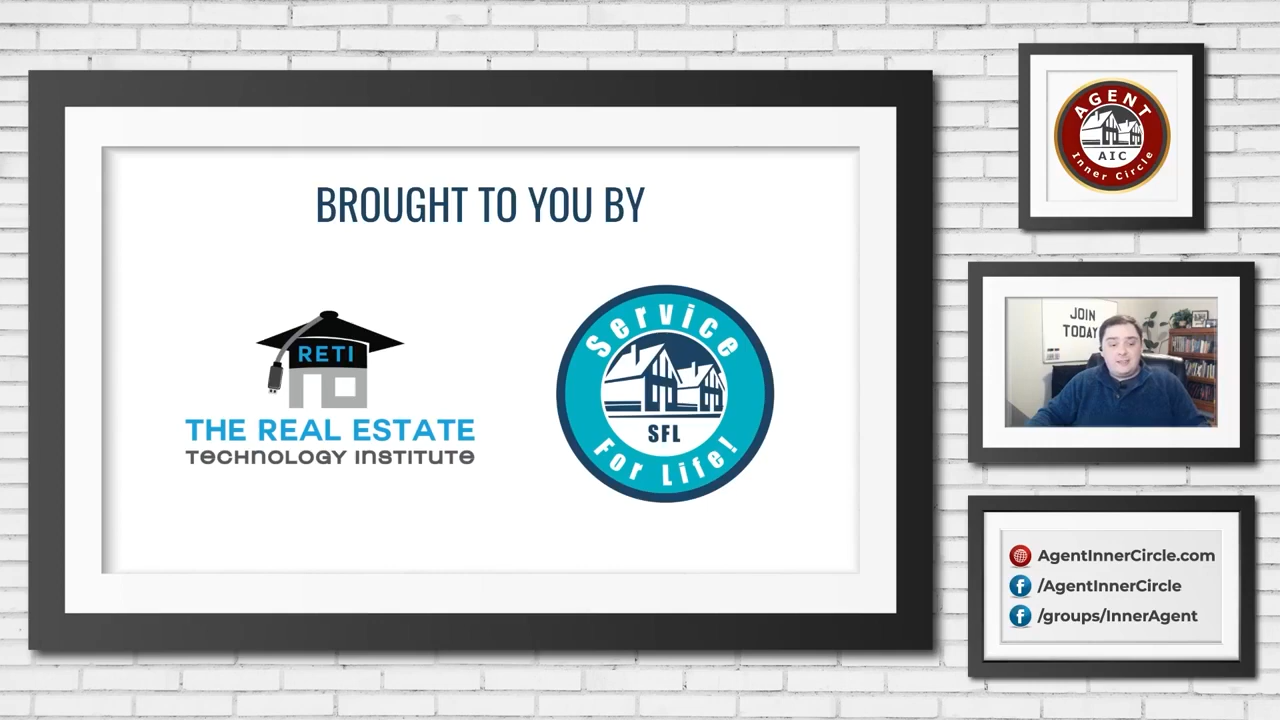 BROUGHT TO YOU BY
RETI
THE REAL ESTATE
TECHNOLOGY INSTITUTE
Service
SFL
For Life!
AGENT
AIC
Inner Circle
JOIN
TODAY
AgentInnerCircle.com
/AgentInnerCircle
/groups/InnerAgent